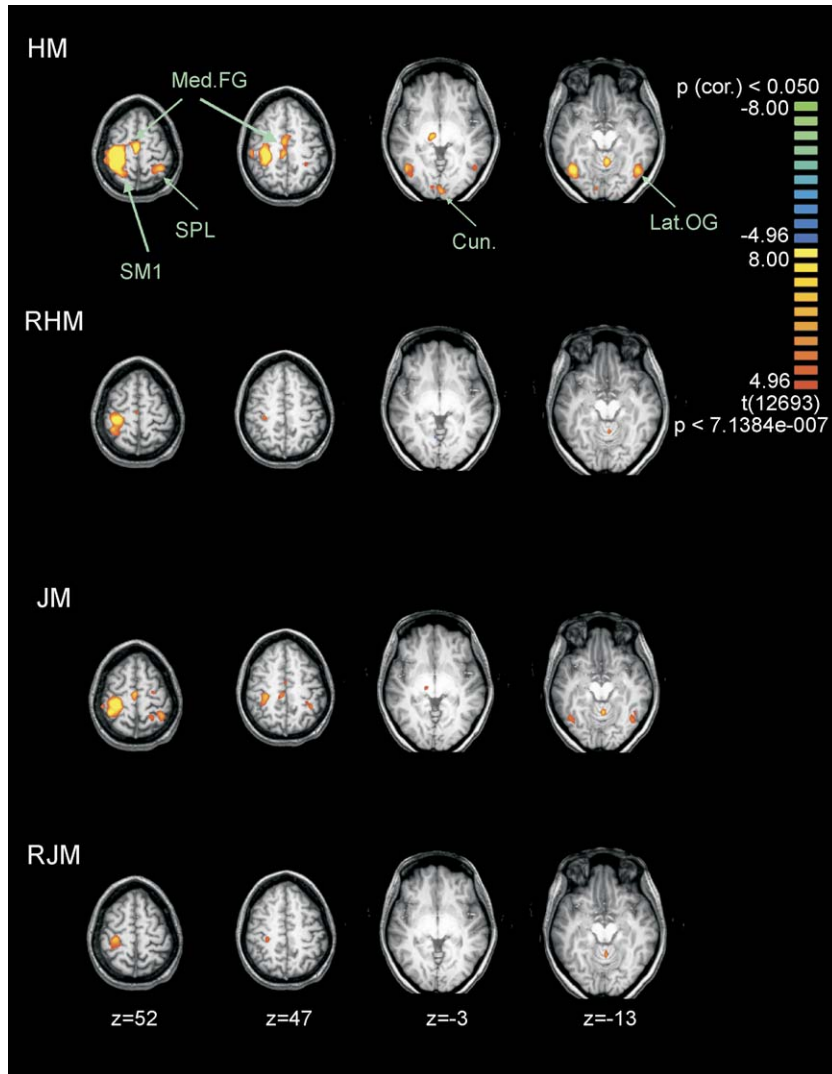 HM
Med.FG
SPL
SM1
Cun.
Lat.OG
p (cor.) < 0.050
-8.00
-4.96
8.00
4.96
t(12693)
p < 7.1384e-007
RHM
JM
RJM
z=52
z=47
z=-3
z=-13